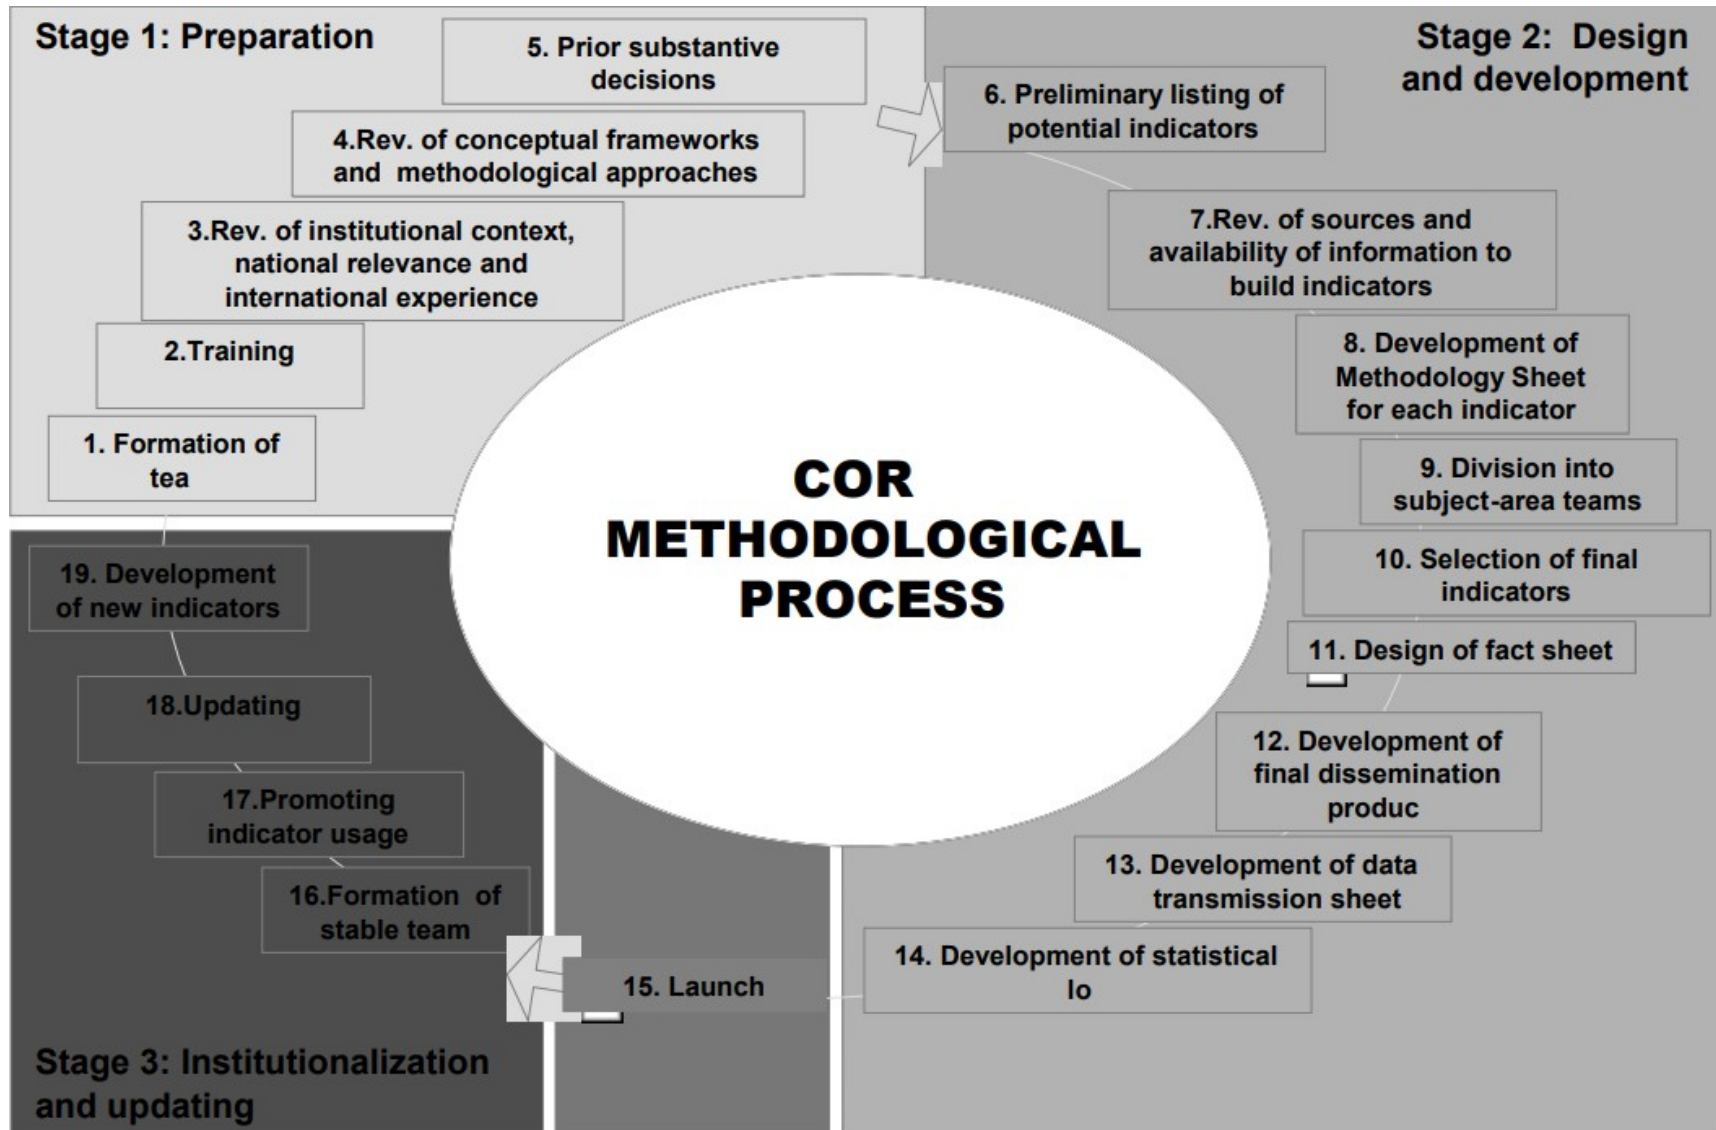 Stage 1: Preparation
5. Prior substantive
decisions
4.Rev. of conceptual frameworks
and methodological approaches
3.Rev. of institutional context,
national relevance and
international experience
2.Training
1. Formation of
tea
Stage 2: Design
and development
6. Preliminary listing of
potential indicators
7.Rev. of sources and
availability of information to
build indicators
8. Development of
Methodology Sheet
for each indicator
9. Division into
subject-area teams
10. Selection of final
indicators
11. Design of fact sheet
12. Development of
final dissemination
produc
13. Development of data
transmission sheet
14. Development of statistical
lo
COR
METHODOLOGICAL
PROCESS
15. Launch
16.Formation of
stable team
17.Promoting
indicator usage
18.Updating
19. Development
of new indicators
Stage 3: Institutionalization
and updating